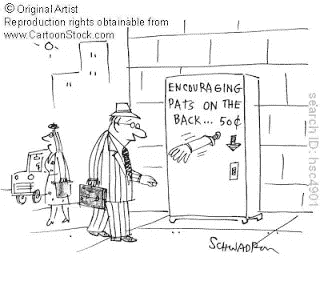 © Original Artist
Reproduction rights obtainable from
www.CartoonStock.com
ENCOURAGING
PATS ON THE
BACK... 50¢
search ID: hsc4901
SCHWADRON